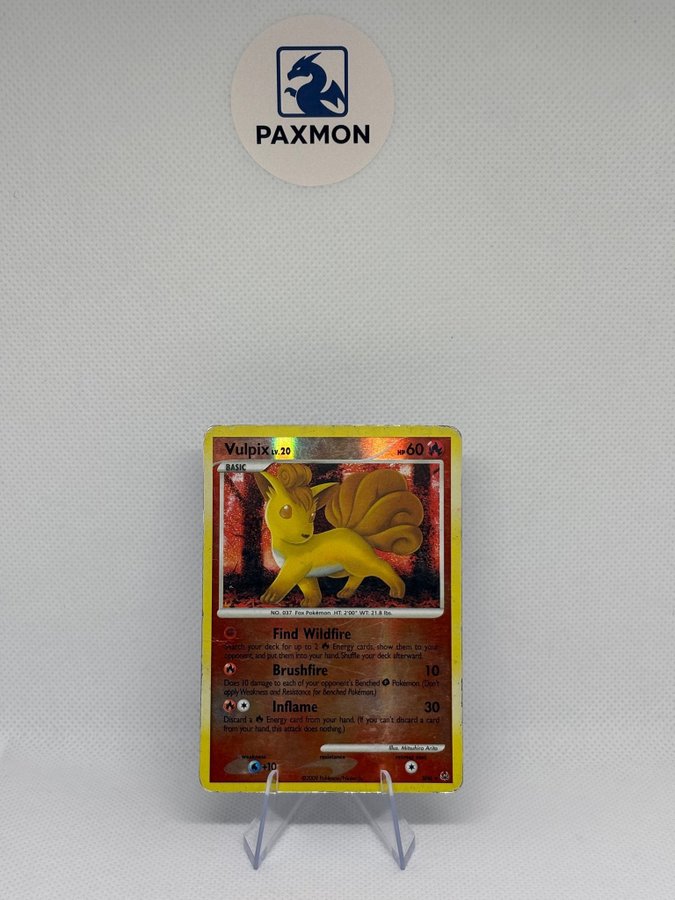 PAXMON
Vulpix LV.20 HP 60
BASIC
NO. 037 Fox Pokémon HT: 2'00" WT: 21.8 lbs.
Find Wildfire
Search your deck for up to 2 Energy cards, show them to your
opponent, and put them into your hand. Shuffle your deck afterward.
Brushfire 10
Does 10 damage to each of your opponent's Benched Pokémon. (Don't
apply Weakness and Resistance for Benched Pokémon.)
Inflame 30
Discard a Energy card from your hand. (If you can't discard a card
from your hand, this attack does nothing.)
Illus. Mitsuhiro Arita
weakness resistance retreat cost
+10